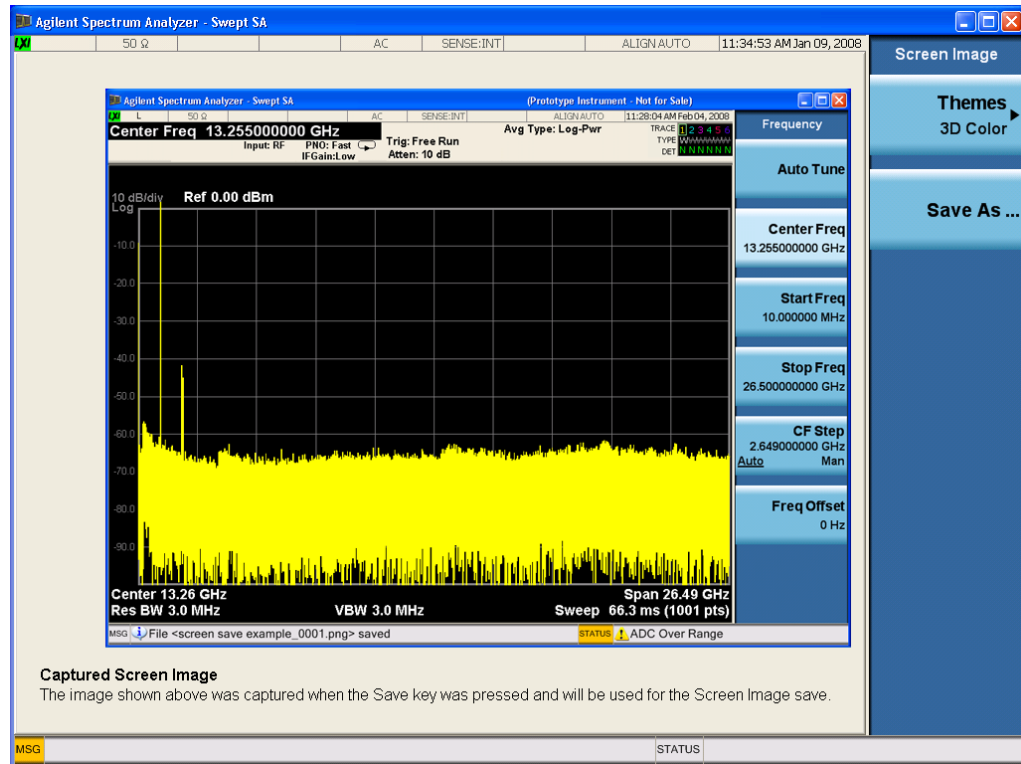 Agilent Spectrum Analyzer - Swept SA
LXI 50 Ω AC SENSE:INT ALIGN AUTO 11:34:53 AM Jan 09, 2008
Screen Image
Themes
3D Color
Save As ...
Agilent Spectrum Analyzer - Swept SA (Prototype Instrument - Not for Sale)
LXI L 50 Ω AC SENSE:INT ALIGN AUTO 11:28:04 AM Feb 04, 2008
Center Freq 13.255000000 GHz
Input: RF PNO: Fast
IFGain:Low
Trig: Free Run
Atten: 10 dB
Avg Type: Log-Pwr
TRACE 1 2 3 4 5 6
TYPE WWWWWW
DET N N N N N N
Frequency
Auto Tune
Center Freq
13.255000000 GHz
Start Freq
10.000000 MHz
Stop Freq
26.500000000 GHz
CF Step
2.649000000 GHz
Auto Man
Freq Offset
0 Hz
10 dB/div Ref 0.00 dBm
Log
-10.0
-20.0
-30.0
-40.0
-50.0
-60.0
-70.0
-80.0
-90.0
Center 13.26 GHz Span 26.49 GHz
Res BW 3.0 MHz VBW 3.0 MHz Sweep 66.3 ms (1001 pts)
MSG File <screen save example_0001.png> saved STATUS ADC Over Range
Captured Screen Image
The image shown above was captured when the Save key was pressed and will be used for the Screen Image save.
MSG STATUS